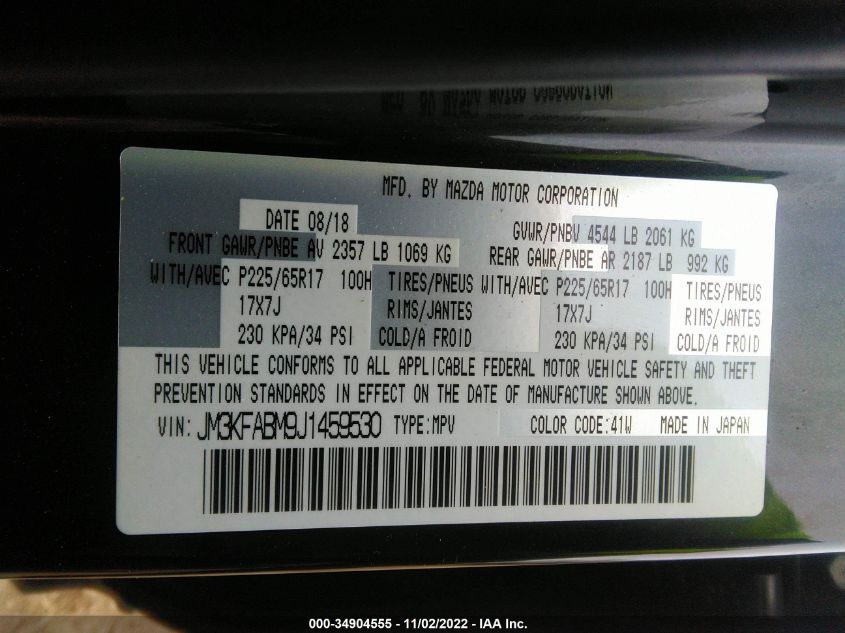 MFD. BY MAZDA MOTOR CORPORATION
DATE 08/18 GVWR/PNBV 4544 LB 2061 KG
FRONT GAWR/PNBE AV 2357 LB 1069 KG REAR GAWR/PNBE AR 2187 LB 992 KG
WITH/AVEC P225/65R17 100H TIRES/PNEUS WITH/AVEC P225/65R17 100H TIRES/PNEUS
17X7J RIMS/JANTES 17X7J RIMS/JANTES
230 KPA/34 PSI COLD/A FROID 230 KPA/34 PSI COLD/A FROID
THIS VEHICLE CONFORMS TO ALL APPLICABLE FEDERAL MOTOR VEHICLE SAFETY AND THEFT
PREVENTION STANDARDS IN EFFECT ON THE DATE OF MANUFACTURE SHOWN ABOVE.
VIN: JM3KFABM9J1459530 TYPE:MPV COLOR CODE:41W MADE IN JAPAN
000-34904555 - 11/02/2022 - IAA Inc.